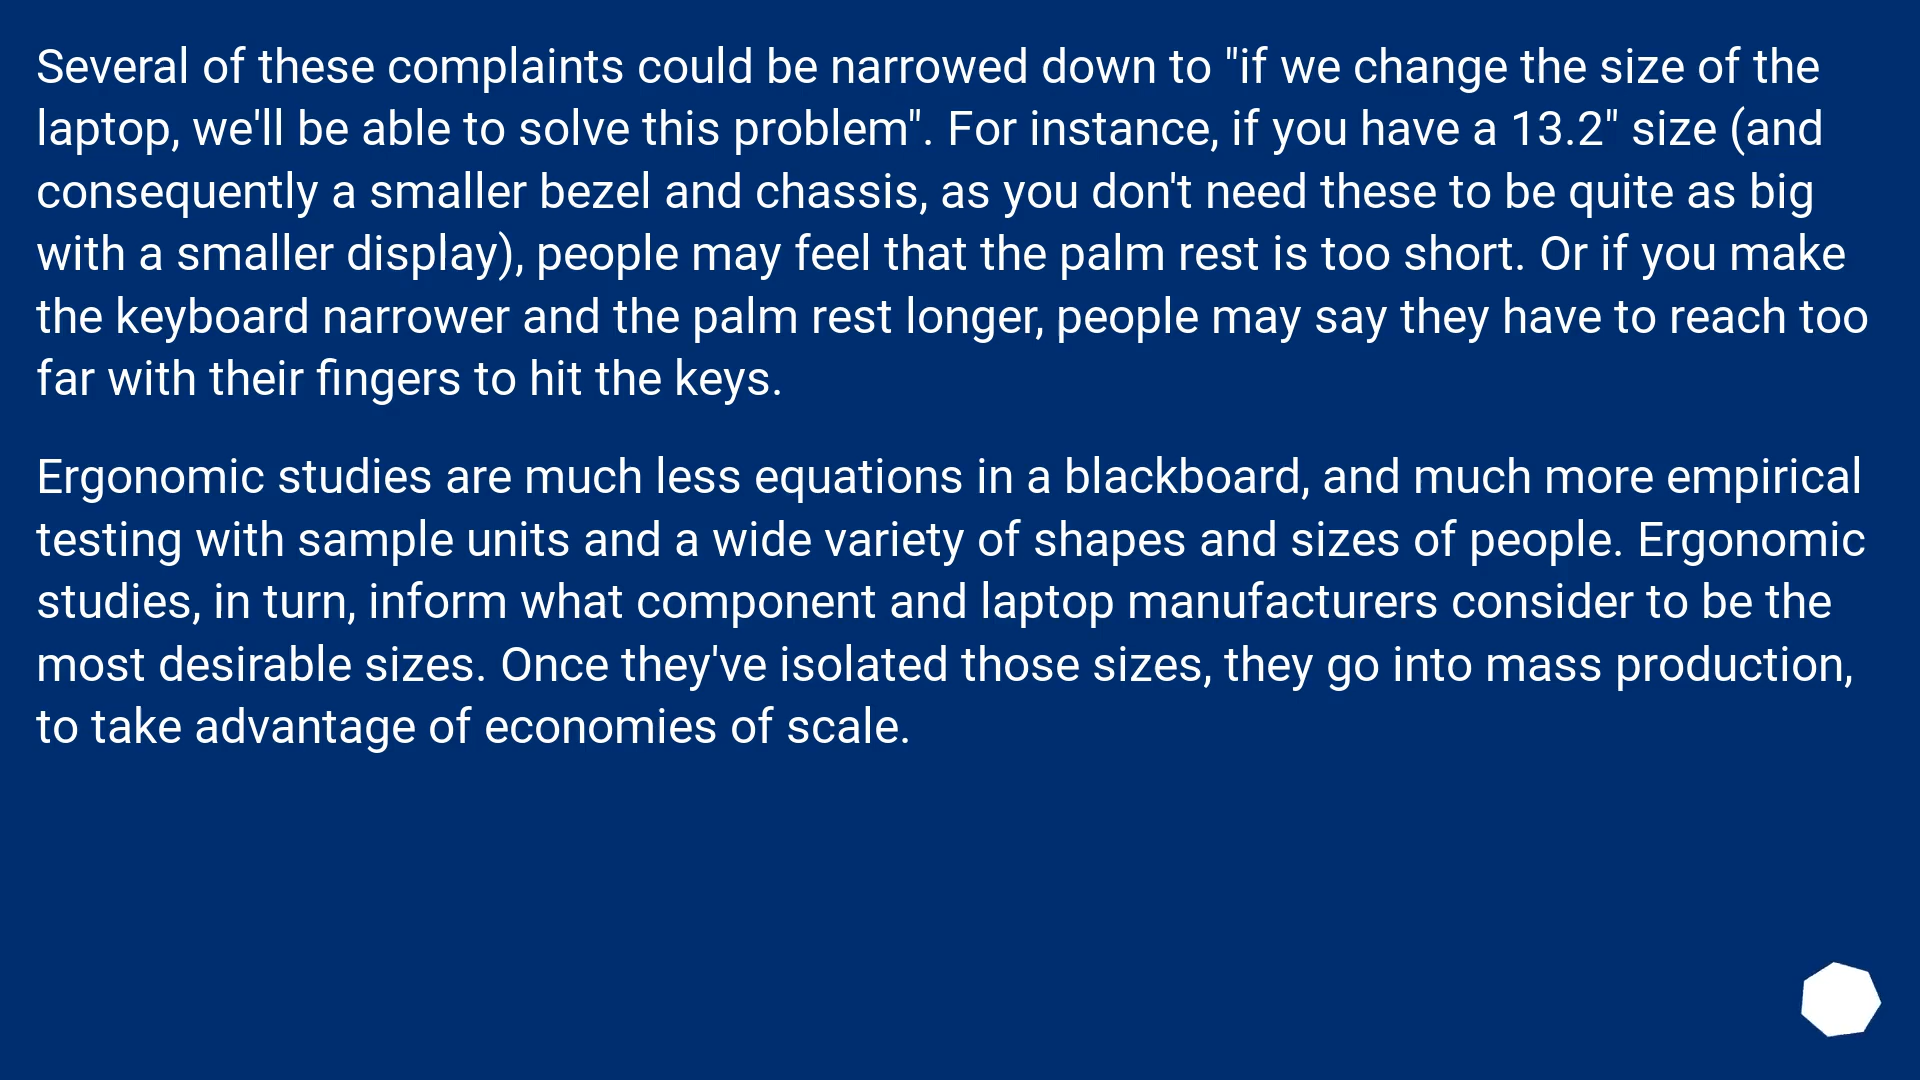 Several of these complaints could be narrowed down to "if we change the size of the
laptop, we'll be able to solve this problem". For instance, if you have a 13.2" size (and
consequently a smaller bezel and chassis, as you don't need these to be quite as big
with a smaller display), people may feel that the palm rest is too short. Or if you make
the keyboard narrower and the palm rest longer, people may say they have to reach too
far with their fingers to hit the keys.
Ergonomic studies are much less equations in a blackboard, and much more empirical
testing with sample units and a wide variety of shapes and sizes of people. Ergonomic
studies, in turn, inform what component and laptop manufacturers consider to be the
most desirable sizes. Once they've isolated those sizes, they go into mass production,
to take advantage of economies of scale.